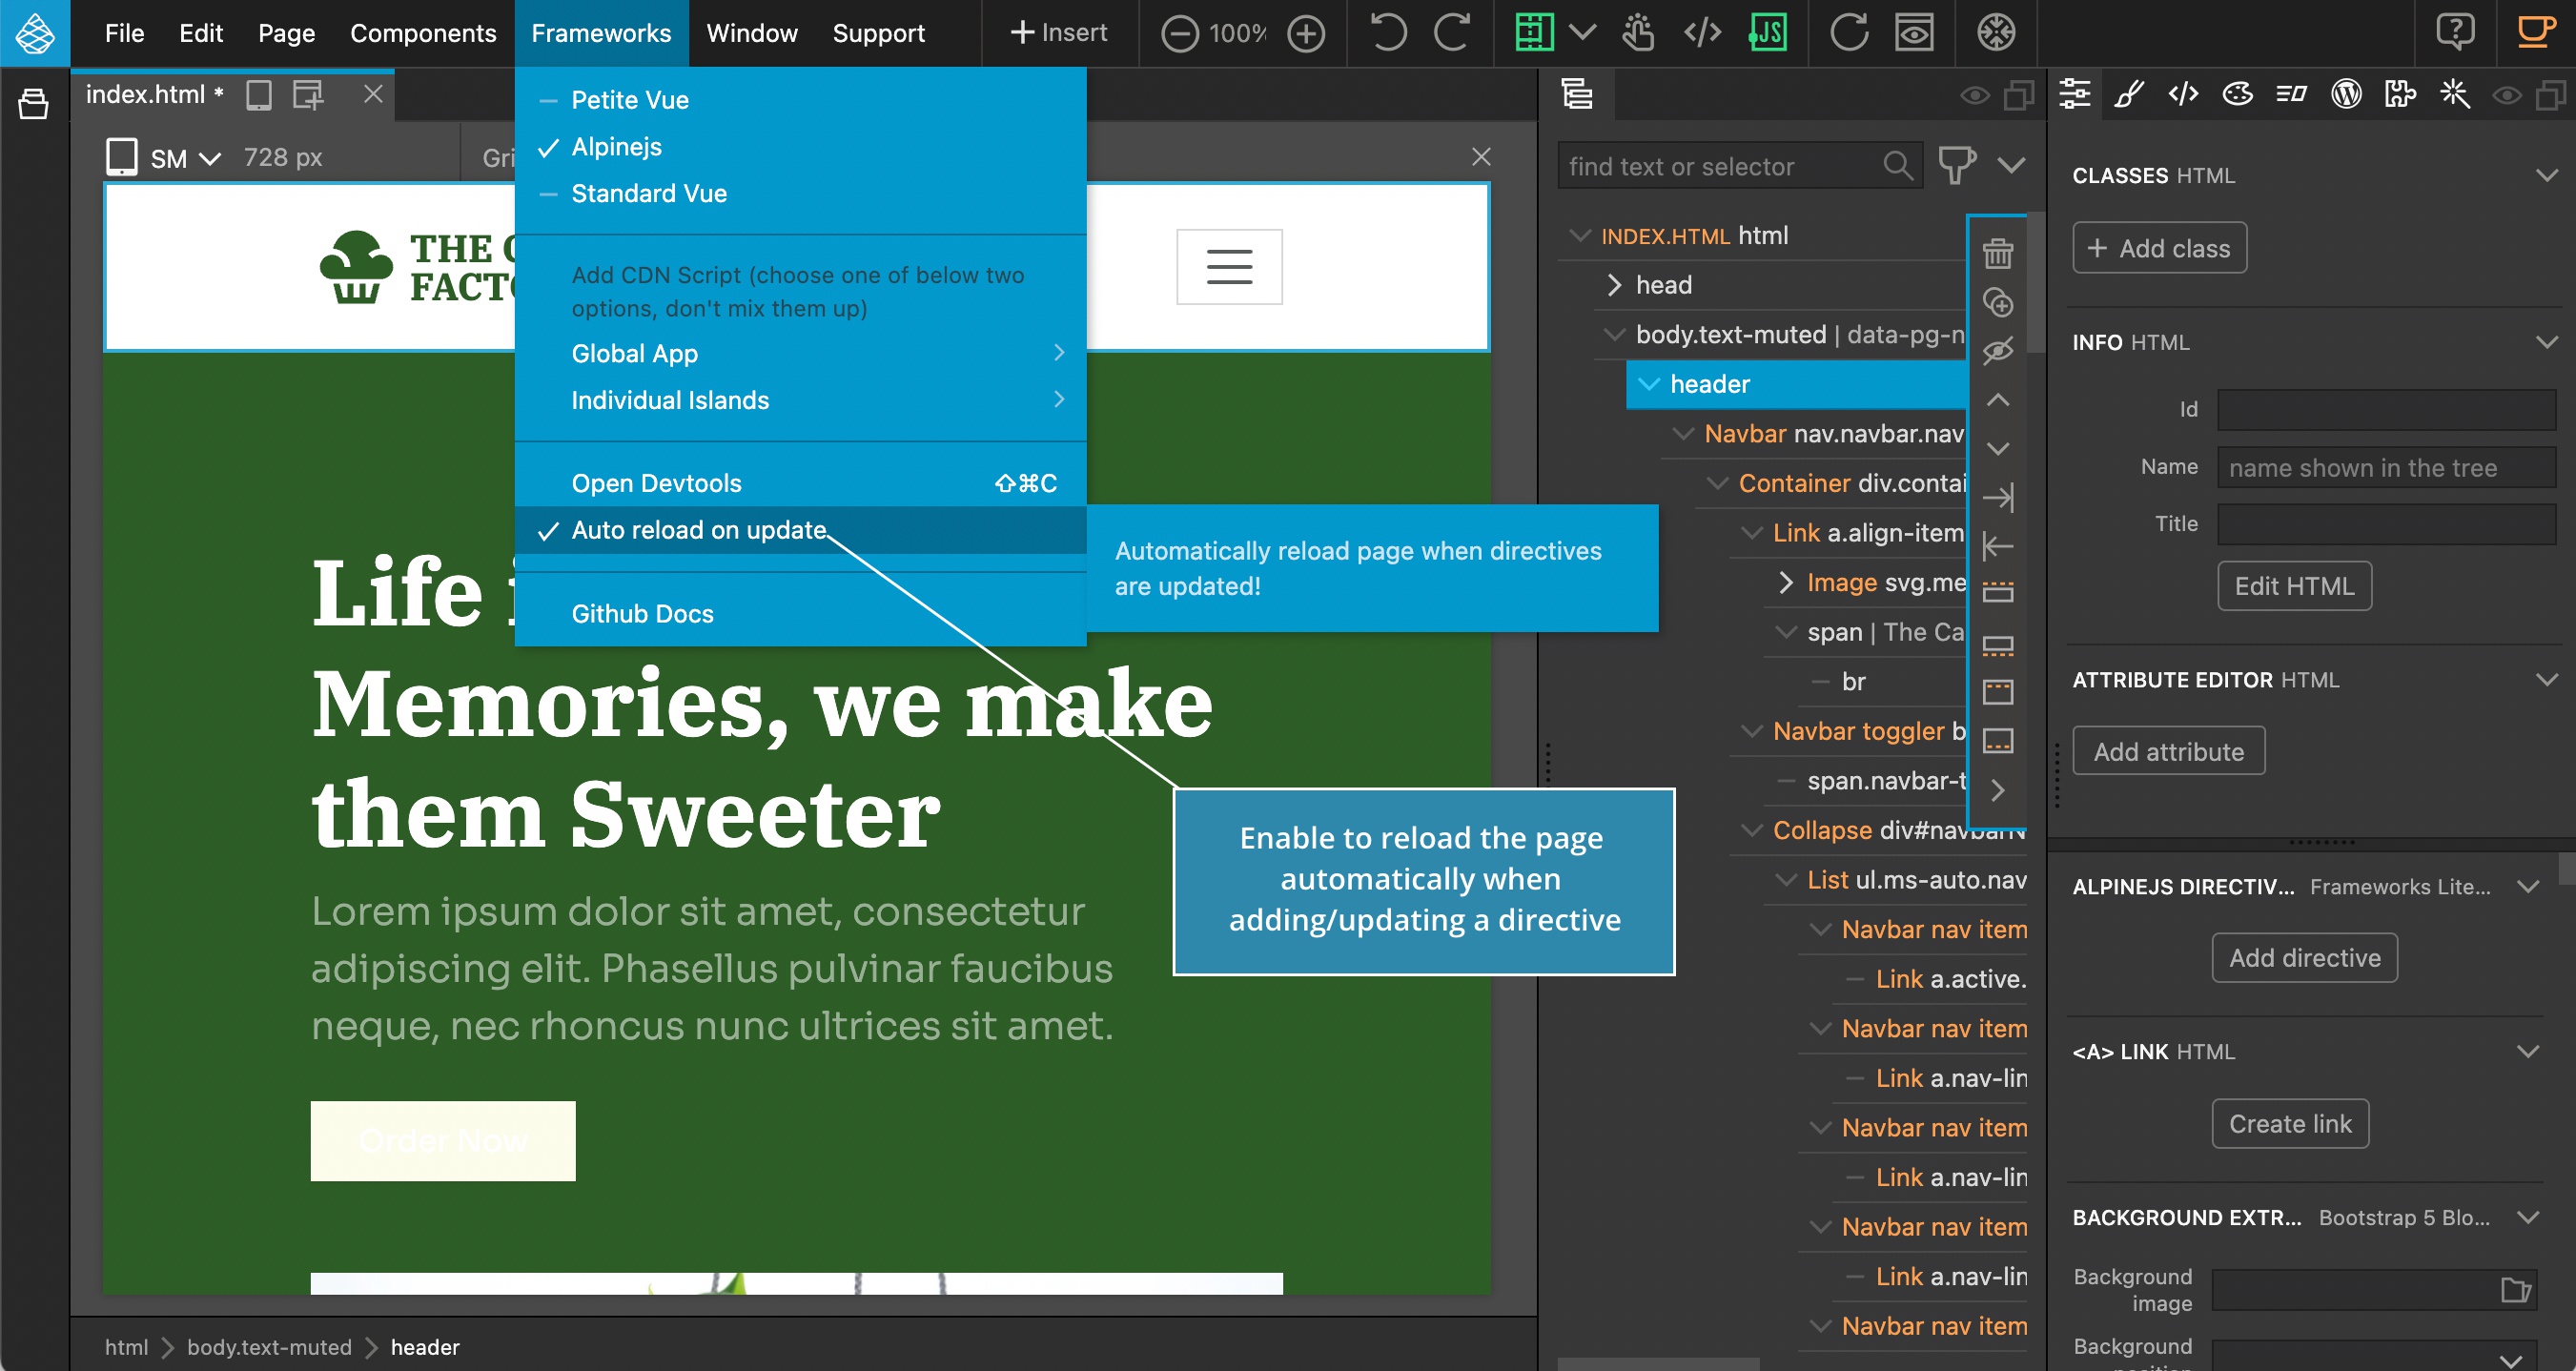 File Edit Page Components Frameworks Window Support Insert 100% JS
index.html *
SM 728 px
Gri
THE C
FACTO
Petite Vue
Alpinejs
Standard Vue
Add CDN Script (choose one of below two
options, don't mix them up)
Global App
Individual Islands
Open Devtools ⇧⌘C
Auto reload on update
Github Docs
Automatically reload page when directives
are updated!
Enable to reload the page
automatically when
adding/updating a directive
Life i
Memories, we make
them Sweeter
Lorem ipsum dolor sit amet, consectetur
adipiscing elit. Phasellus pulvinar faucibus
neque, nec rhoncus nunc ultrices sit amet.
Order Now
html > body.text-muted > header
find text or selector
INDEX.HTML html
head
body.text-muted | data-pg-n
header
Navbar nav.navbar.nav
Container div.contai
Link a.align-item
Image svg.me
span | The Ca
br
Navbar toggler b
span.navbar-t
Collapse div#navbarN
List ul.ms-auto.nav
Navbar nav item
Link a.active.
Navbar nav item
Link a.nav-lin
Navbar nav item
Link a.nav-lin
Navbar nav item
Link a.nav-lin
Navbar nav item
CLASSES HTML
+ Add class
INFO HTML
Id
Name name shown in the tree
Title
Edit HTML
ATTRIBUTE EDITOR HTML
Add attribute
ALPINEJS DIRECTIV... Frameworks Lite...
Add directive
<A> LINK HTML
Create link
BACKGROUND EXTR... Bootstrap 5 Blo...
Background
image
Background